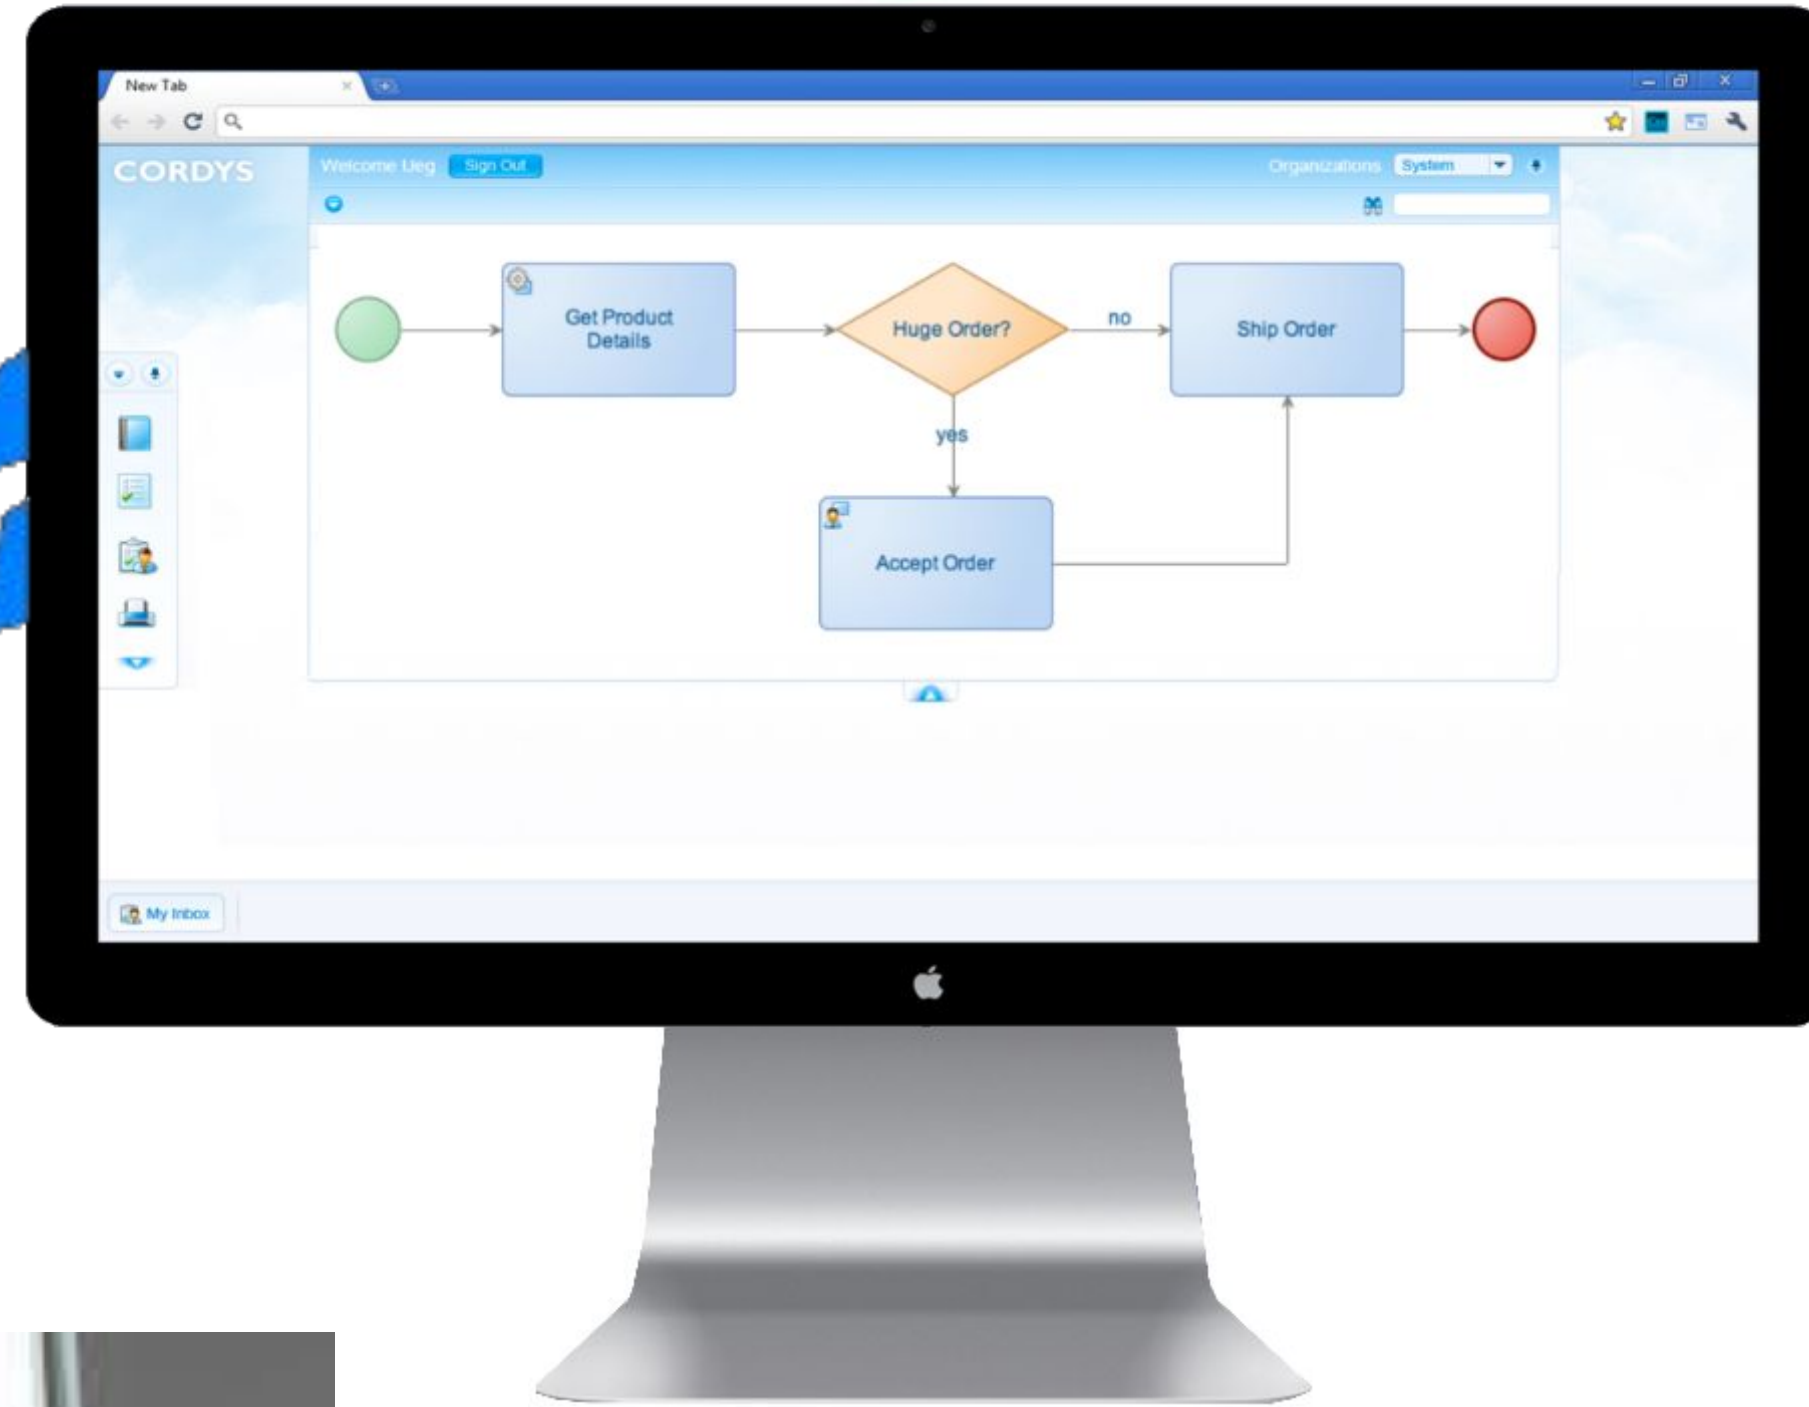 New Tab
CORDYS
Welcome Ueg
Sign Out
Organizations
System
Get Product
Details
Huge Order?
no
Ship Order
yes
Accept Order
My Inbox